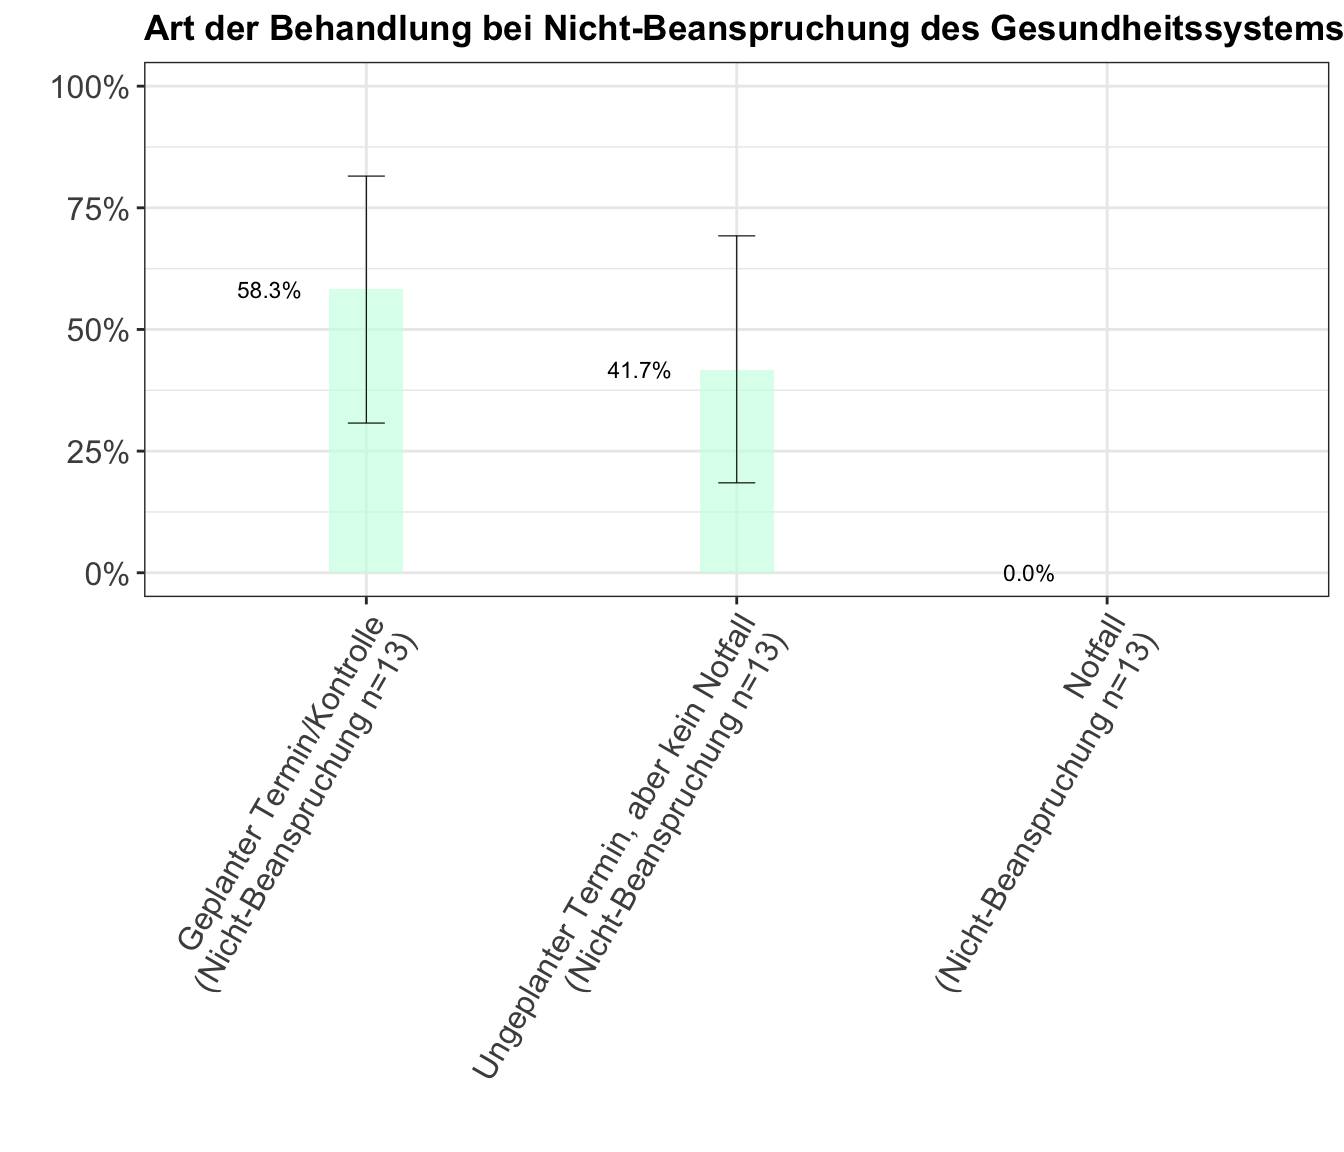 Art der Behandlung bei Nicht-Beanspruchung des Gesundheitssystems
100%
75%
50%
25%
0%
58.3%
41.7%
0.0%
Geplanter Termin/Kontrolle
(Nicht-Beanspruchung n=13)
Ungeplanter Termin, aber kein Notfall
(Nicht-Beanspruchung n=13)
Notfall
(Nicht-Beanspruchung n=13)